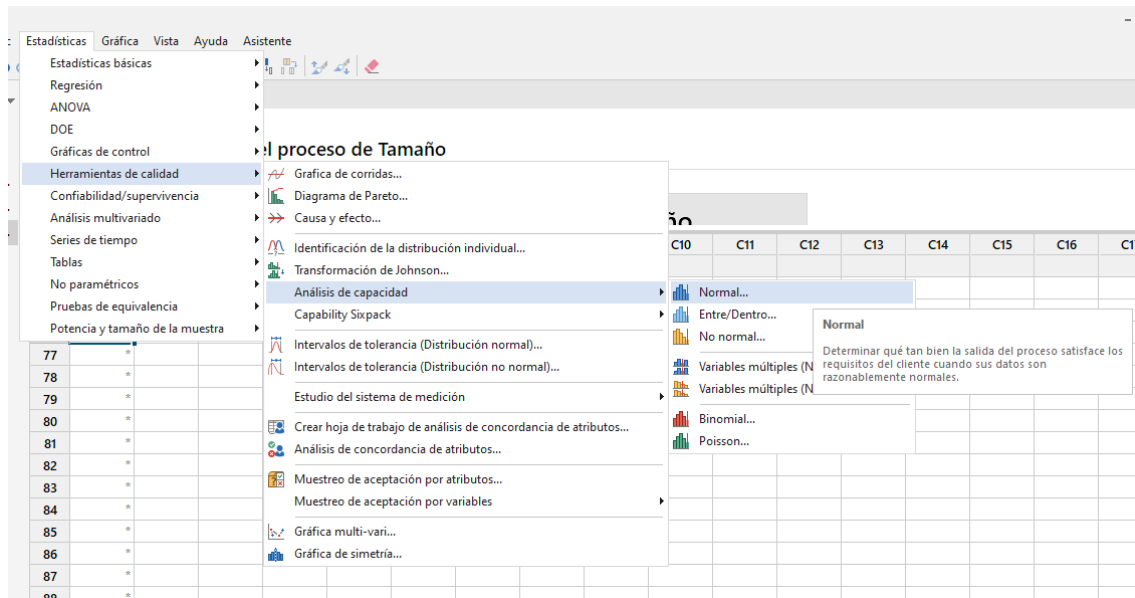 Estadísticas Gráfica Vista Ayuda Asistente
Estadísticas básicas
Regresión
ANOVA
DOE
Gráficas de control
Herramientas de calidad
Confiabilidad/supervivencia
Análisis multivariado
Series de tiempo
Tablas
No paramétricos
Pruebas de equivalencia
Potencia y tamaño de la muestra
el proceso de Tamaño
Grafica de corridas...
Diagrama de Pareto...
Causa y efecto...
Identificación de la distribución individual...
Transformación de Johnson...
Análisis de capacidad
Capability Sixpack
Intervalos de tolerancia (Distribución normal)...
Intervalos de tolerancia (Distribución no normal)...
Estudio del sistema de medición
Crear hoja de trabajo de análisis de concordancia de atributos...
Análisis de concordancia de atributos...
Muestreo de aceptación por atributos...
Muestreo de aceptación por variables
Gráfica multi-vari...
Gráfica de simetría...
ño
C10 C11 C12 C13 C14 C15 C16 C1
Normal...
Entre/Dentro...
No normal...
Variables múltiples (N
Variables múltiples (N
Binomial...
Poisson...
Normal
Determinar qué tan bien la salida del proceso satisface los
requisitos del cliente cuando sus datos son
razonablemente normales.
77 *
78 *
79 *
80 *
81 *
82 *
83 *
84 *
85 *
86 *
87 *
88 *